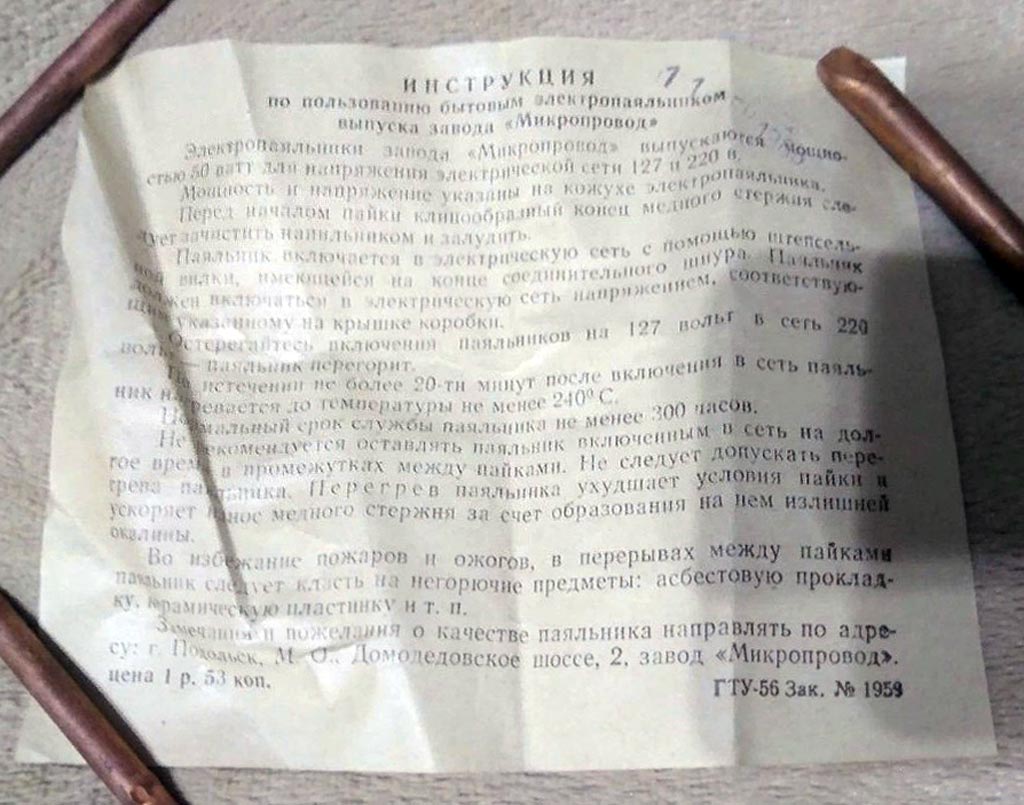 ИНСТРУКЦИЯ 77
по пользованию бытовым электропаяльником
выпуска завода «Микропровод»
Электропаяльники завода «Микропровод» выпускаются мощно-
стью 50 ватт для напряжения электрической сети 127 и 220 в.
Мощность и напряжение указаны на кожухе электропаяльника.
Перед началом пайки клинообразный конец медного стержня сле-
дует зачистить напильником и залудить.
Паяльник включается в электрическую сеть с помощью штепсель-
ной вилки, имеющейся на конце соединительного шнура. Паяльник
должен включаться в электрическую сеть напряжением, соответствую-
щим указанному на крышке коробки.
Остерегайтесь включения паяльников на 127 вольт в сеть 220
вольт — паяльник перегорит.
По истечении не более 20-ти минут после включения в сеть паяль-
ник нагревается до температуры не менее 240° С.
Нормальный срок службы паяльника не менее 300 часов.
Не рекомендуется оставлять паяльник включенным в сеть на дол-
гое время в промежутках между пайками. Не следует допускать пере-
грева паяльника. Перегрев паяльника ухудшает условия пайки и
ускоряет износ медного стержня за счет образования на нем излишней
окалины.
Во избежание пожаров и ожогов, в перерывах между пайками
паяльник следует класть на негорючие предметы: асбестовую проклад-
ку, керамическую пластинку и т. п.
Замечания и пожелания о качестве паяльника направлять по адре-
су: г. Подольск, М. О., Домодедовское шоссе, 2, завод «Микропровод».
цена 1 р. 53 коп. ГТУ-56 Зак. № 1959